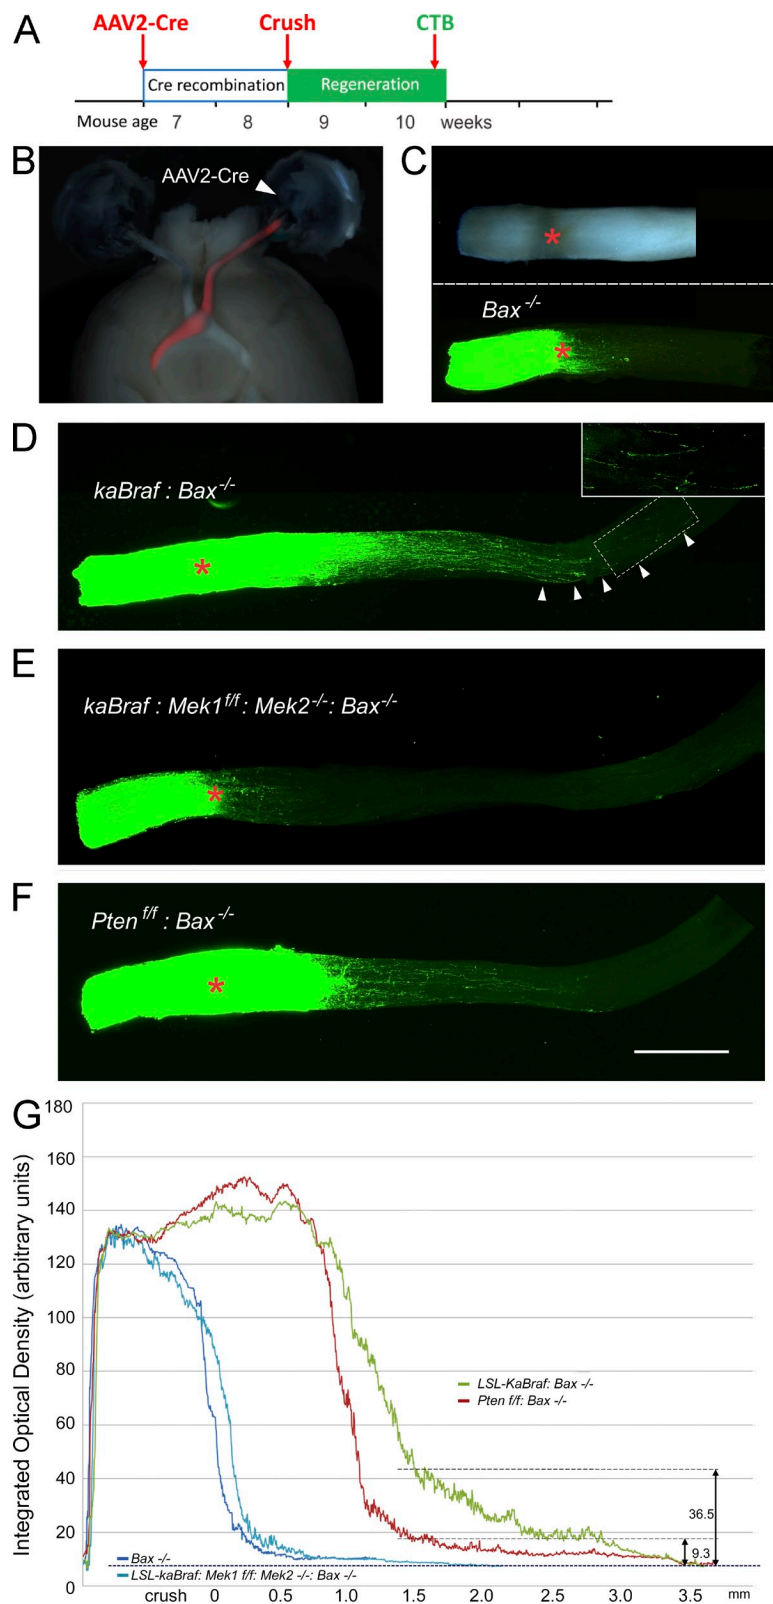 A
AAV2-Cre Crush CTB
Cre recombination Regeneration
Mouse age 7 8 9 10 weeks
B
AAV2-Cre
C
*
Bax -/-
*
D
kaBraf : Bax-/-
*
E
kaBraf : Mek1f/f : Mek2-/-: Bax-/-
*
F
Pten f/f : Bax-/-
*
G
Integrated Optical Density (arbitrary units)
180
160
140
120
100
80
60
40
20
0
LSL-KaBraf: Bax -/-
Pten f/f: Bax -/-
36.5
9.3
Bax -/-
LSL-kaBraf: Mek1 f/f: Mek2 -/-: Bax -/-
crush 0 0.5 1.0 1.5 2.0 2.5 3.0 3.5 mm